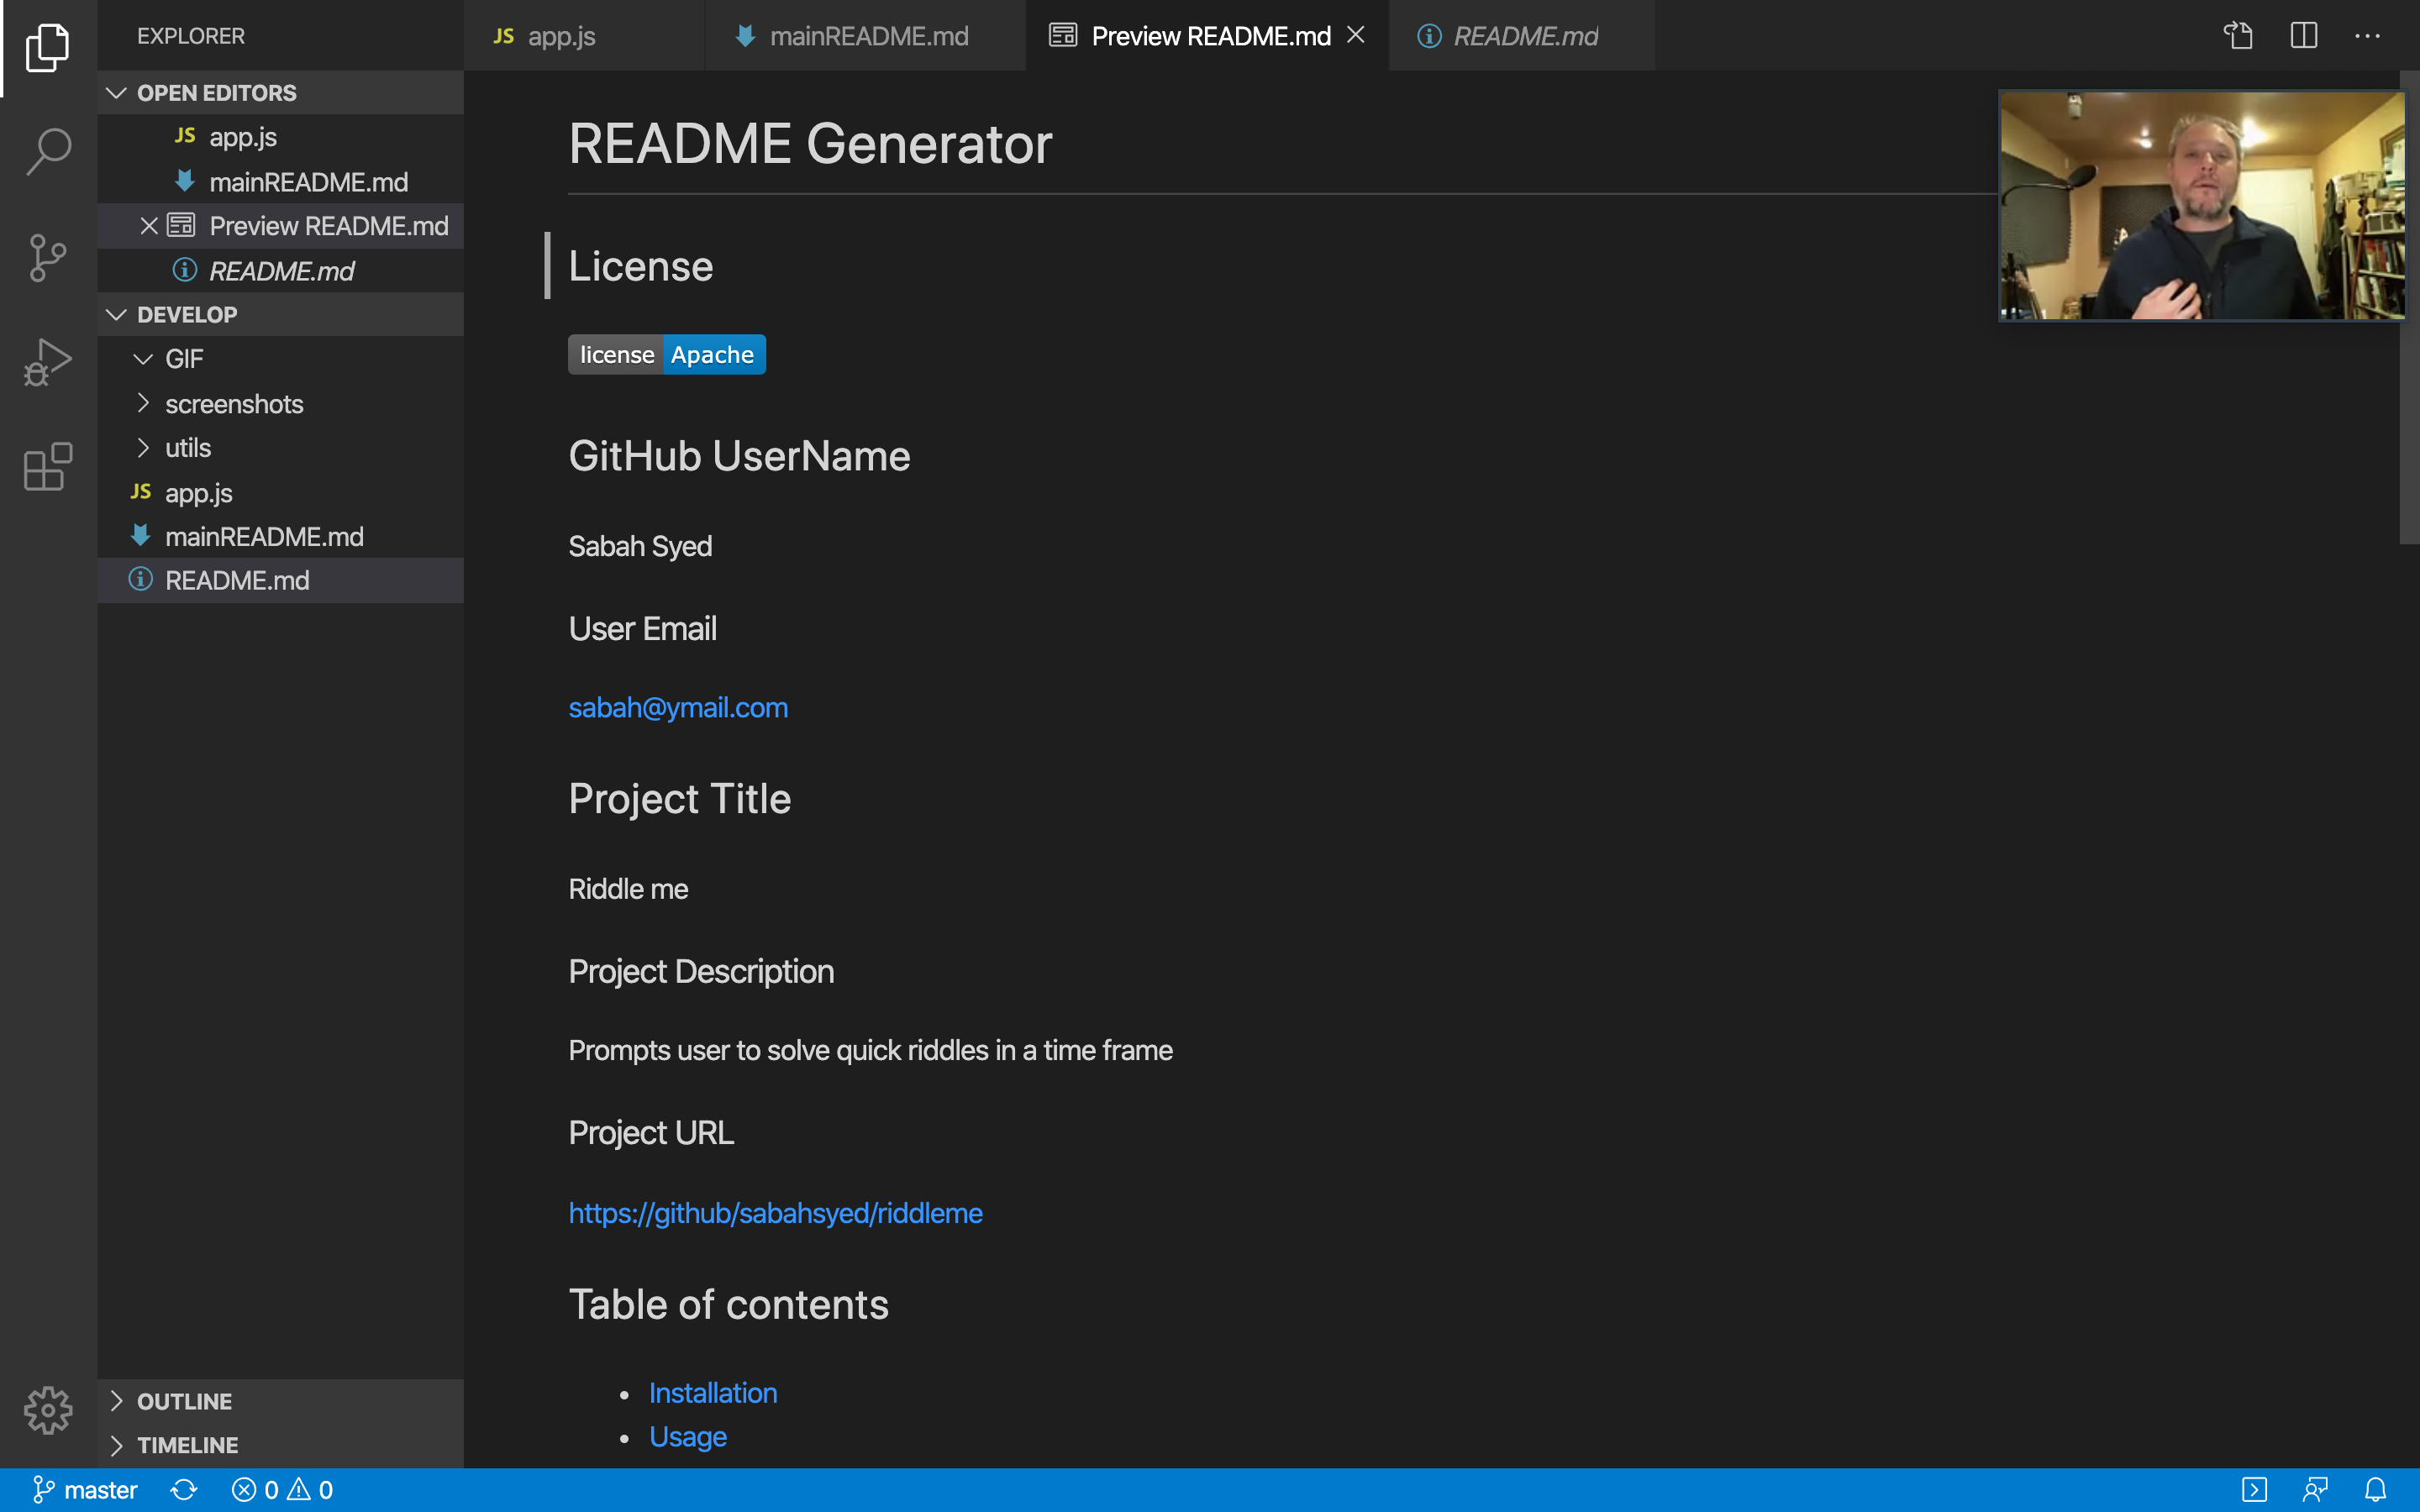 EXPLORER
OPEN EDITORS
JS app.js
mainREADME.md
Preview README.md
README.md
DEVELOP
GIF
screenshots
utils
JS app.js
mainREADME.md
README.md
OUTLINE
TIMELINE
JS app.js
mainREADME.md
Preview README.md
README.md
README Generator
License
license Apache
GitHub UserName
Sabah Syed
User Email
sabah@ymail.com
Project Title
Riddle me
Project Description
Prompts user to solve quick riddles in a time frame
Project URL
https://github/sabahsyed/riddleme
Table of contents
• Installation
• Usage
master 0 0